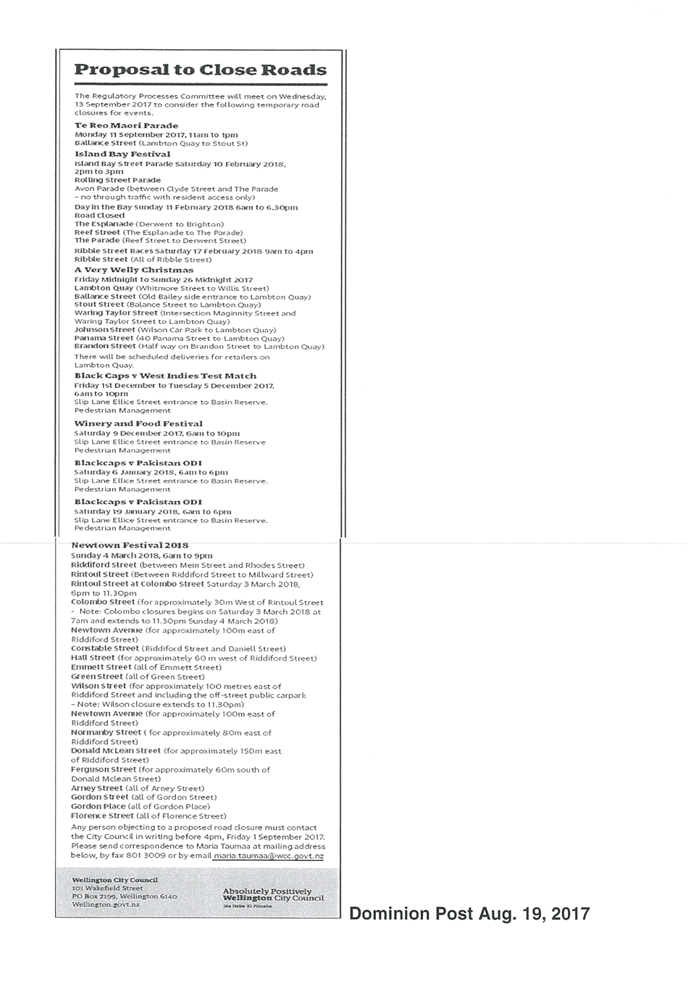 Proposal to Close Roads
The Regulatory Processes Committee will meet on Wednesday,
13 September 2017 to consider the following temporary road
closures for events.
Te Reo Maori Parade
Monday 11 September 2017, 11am to 1pm
Ballance Street (Lambton Quay to Stout St)
Island Bay Festival
Island Bay Street Parade Saturday 10 February 2018,
2pm to 3pm
Rolling Street Parade
Avon Parade (between Clyde Street and The Parade
– no through traffic with resident access only)
Day in the Bay Sunday 11 February 2018 6am to 6.30pm
Road Closed
The Esplanade (Derwent to Brighton)
Reef Street (The Esplanade to The Parade)
The Parade (Reef Street to Derwent Street)
Ribble Street Races Saturday 17 February 2018 9am to 4pm
Ribble Street (All of Ribble Street)
A Very Welly Christmas
Friday Midnight to Sunday 26 Midnight 2017
Lambton Quay (Whitmore Street to Willis Street)
Ballance Street (Old Bailey side entrance to Lambton Quay)
Stout Street (Balance Street to Lambton Quay)
Waring Taylor Street (Intersection Maginnity Street and
Waring Taylor Street to Lambton Quay)
Johnson Street (Wilson Car Park to Lambton Quay)
Panama Street (40 Panama Street to Lambton Quay)
Brandon Street (Half way on Brandon Street to Lambton Quay)
There will be scheduled deliveries for retailers on
Lambton Quay.
Black Caps v West Indies Test Match
Friday 1st December to Tuesday 5 December 2017,
6am to 10pm
Slip Lane Ellice Street entrance to Basin Reserve.
Pedestrian Management
Winery and Food Festival
Saturday 9 December 2017, 6am to 10pm
Slip Lane Ellice Street entrance to Basin Reserve
Pedestrian Management
Blackcaps v Pakistan ODI
Saturday 6 January 2018, 6am to 6pm
Slip Lane Ellice Street entrance to Basin Reserve.
Pedestrian Management
Blackcaps v Pakistan ODI
Saturday 19 January 2018, 6am to 6pm
Slip Lane Ellice Street entrance to Basin Reserve.
Pedestrian Management
Newtown Festival 2018
Sunday 4 March 2018, 6am to 9pm
Riddiford Street (between Mein Street and Rhodes Street)
Rintoul Street (Between Riddiford Street to Millward Street)
Rintoul Street at Colombo Street Saturday 3 March 2018,
6pm to 11.30pm
Colombo Street (for approximately 30m West of Rintoul Street
- Note: Colombo closures begins on Saturday 3 March 2018 at
7am and extends to 11.30pm Sunday 4 March 2018)
Newtown Avenue (for approximately 100m east of
Riddiford Street)
Constable Street (Riddiford Street and Daniell Street)
Hall Street (for approximately 60 m west of Riddiford Street)
Emmett Street (all of Emmett Street)
Green Street (all of Green Street)
Wilson Street (for approximately 100 metres east of
Riddiford Street and including the off-street public carpark
– Note: Wilson closure extends to 11.30pm)
Newtown Avenue (for approximately 100m east of
Riddiford Street)
Normanby Street ( for approximately 80m east of
Riddiford Street)
Donald McLean Street (for approximately 150m east
of Riddiford Street)
Ferguson Street (for approximately 60m south of
Donald Mclean Street)
Arney Street (all of Arney Street)
Gordon Street (all of Gordon Street)
Gordon Place (all of Gordon Place)
Florence Street (all of Florence Street)
Any person objecting to a proposed road closure must contact
the City Council in writing before 4pm, Friday 1 September 2017.
Please send correspondence to Maria Taumaa at mailing address
below, by fax 801 3009 or by email maria.taumaa@wcc.govt.nz
Wellington City Council
101 Wakefield Street
PO Box 2199, Wellington 6140
Wellington.govt.nz
Absolutely Positively
Wellington City Council
Me Heke Ki Pōneke
Dominion Post Aug. 19, 2017